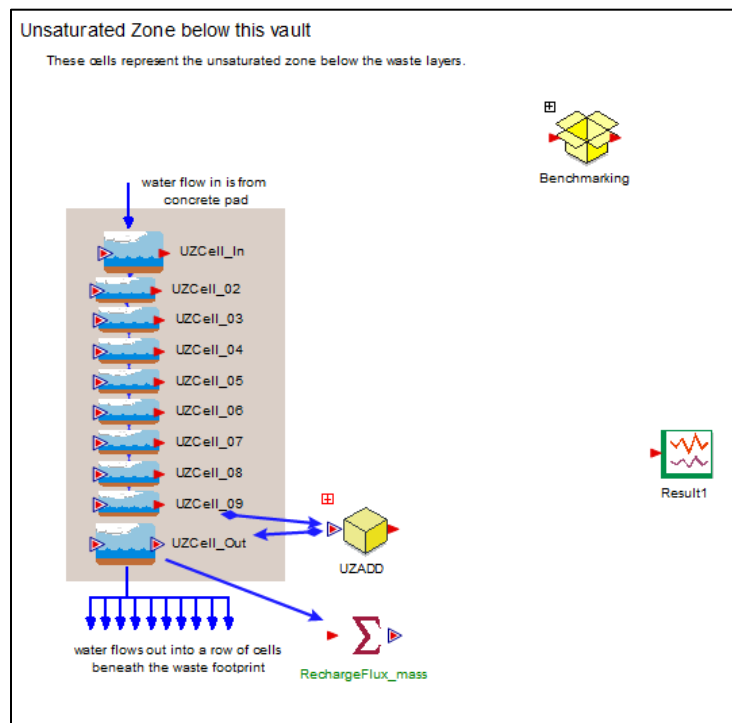 Unsaturated Zone below this vault
These cells represent the unsaturated zone below the waste layers.
Benchmarking
water flow in is from
concrete pad
UZCell_In
UZCell_02
UZCell_03
UZCell_04
UZCell_05
UZCell_06
UZCell_07
UZCell_08
UZCell_09
UZCell_Out
UZADD
Result1
water flows out into a row of cells
beneath the waste footprint
RechargeFlux_mass